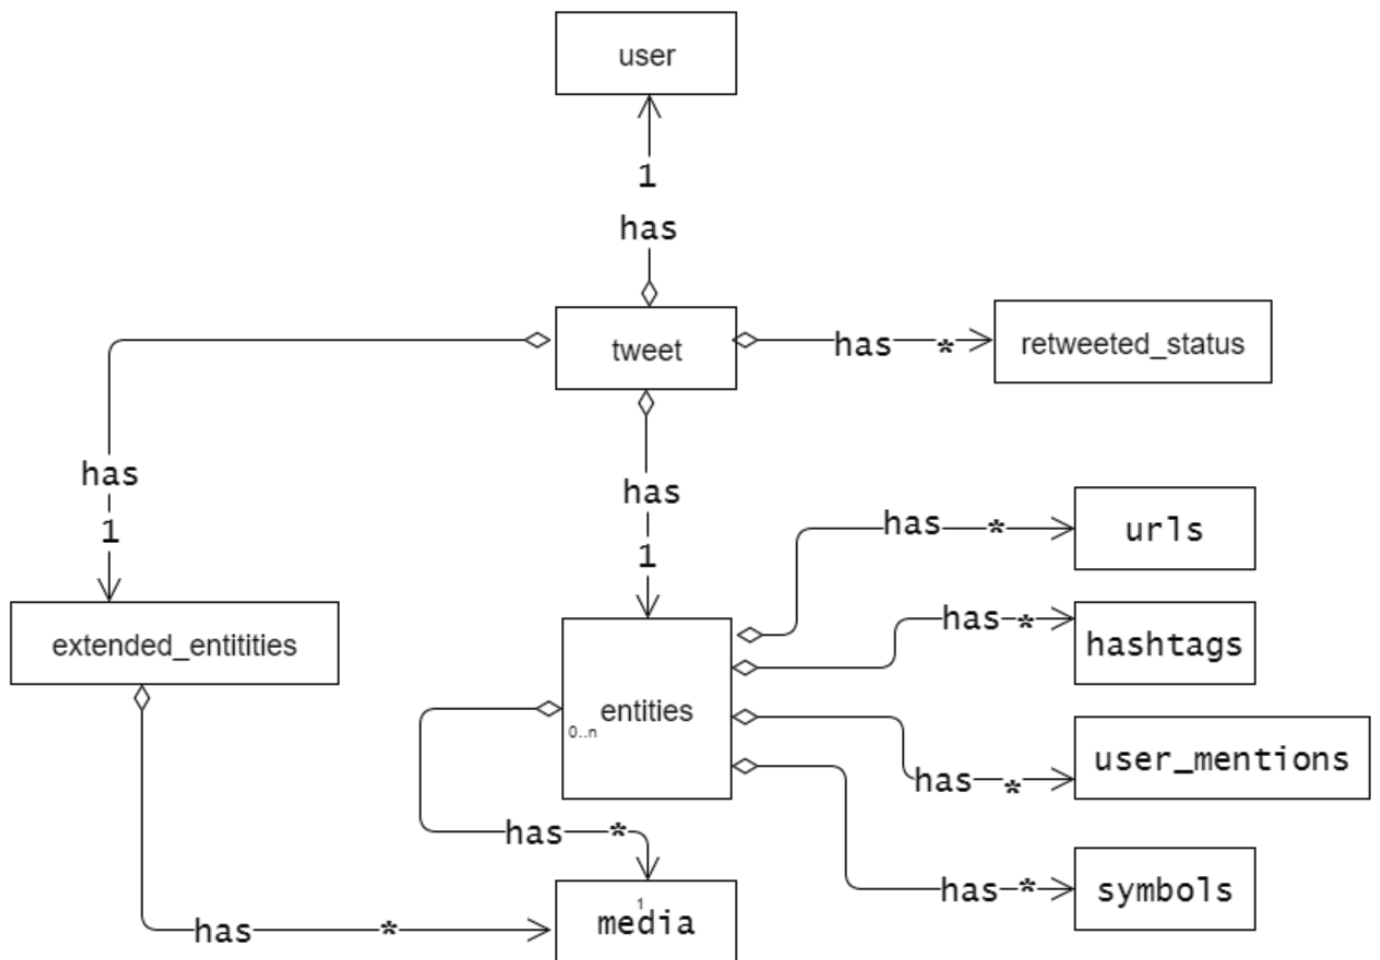 user
1
has
tweet
has
*
retweeted_status
has
1
has
1
has
*
urls
extended_entitities
has
*
hashtags
entities
0..n
has
*
user_mentions
has
*
has
*
symbols
1
media
has
*